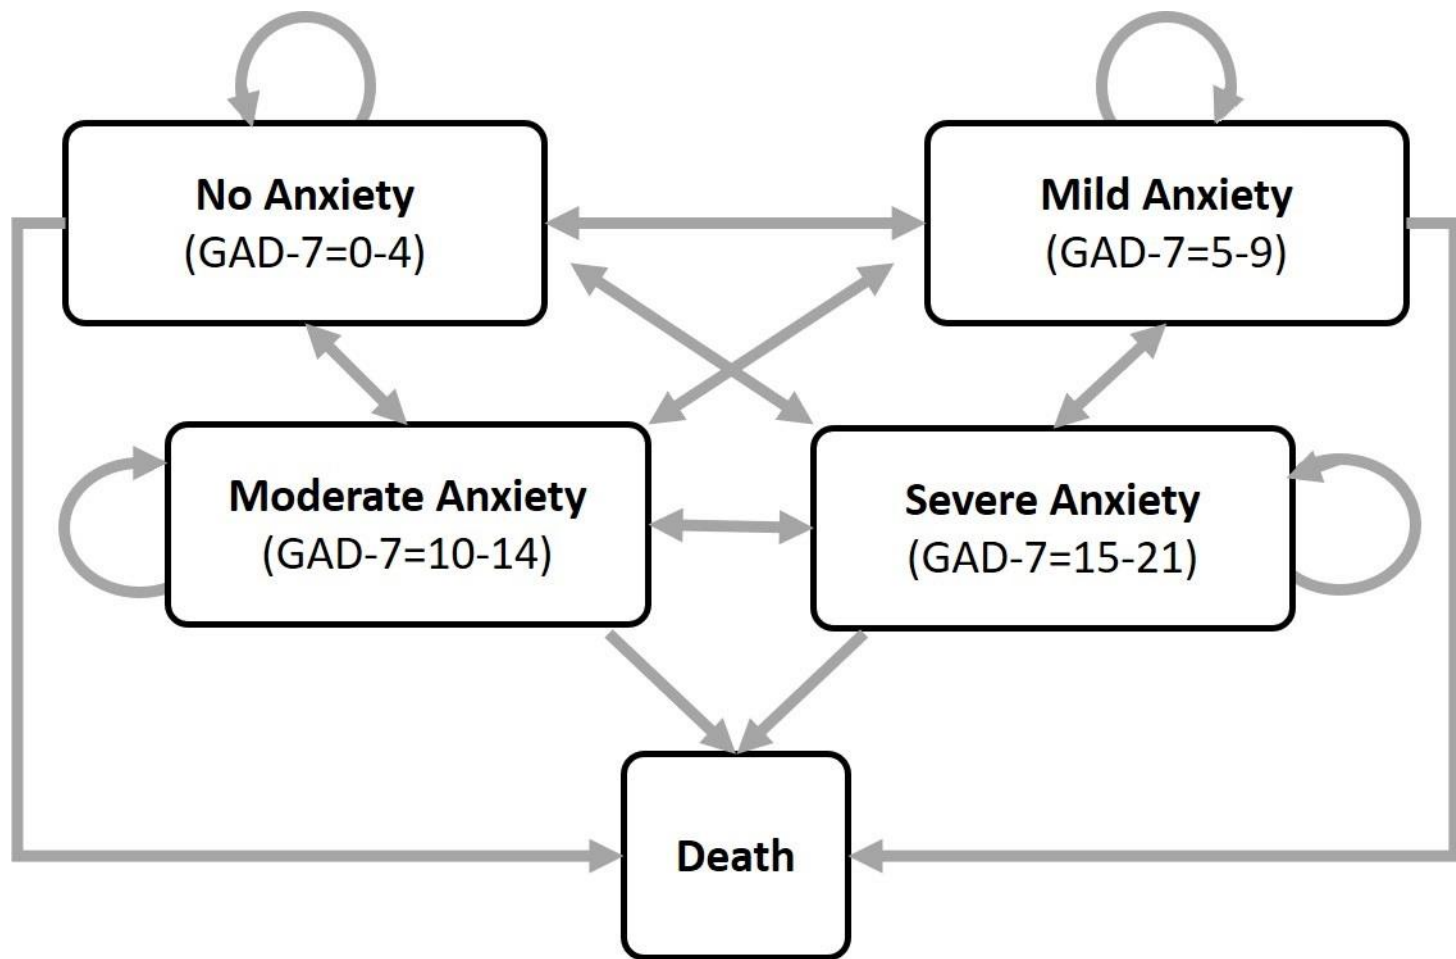 No Anxiety
(GAD-7=0-4)
Mild Anxiety
(GAD-7=5-9)
Moderate Anxiety
(GAD-7=10-14)
Severe Anxiety
(GAD-7=15-21)
Death